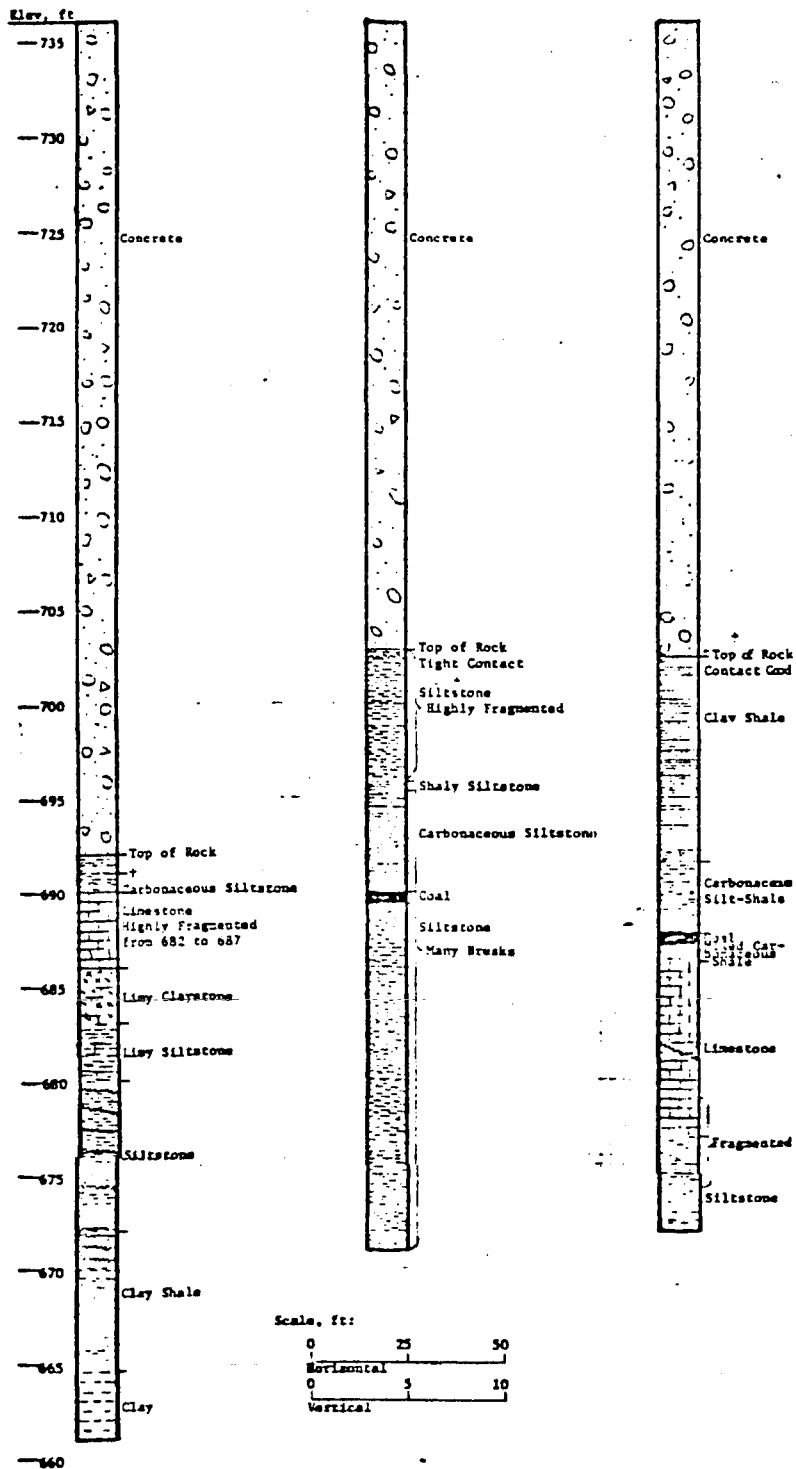 Elev, ft
735
730
725
720
715
710
705
700
695
690
685
680
675
670
665
660
Concrete
Top of Rock
Carbonaceous Siltstone
Limestone
Highly Fragmented
from 682 to 687
Limy Claystone
Limy Siltstone
Siltstone
Clay Shale
Clay
Concrete
Top of Rock
Tight Contact
Siltstone
Highly Fragmented
Shaly Siltstone
Carbonaceous Siltstone
Coal
Siltstone
Many Breaks
Concrete
Top of Rock
Contact Good
Clay Shale
Carbonaceous
Silt-Shale
Coal
Shale
Limestone
Fragmented
Siltstone
Scale, ft:
0 25 50
Horizontal
0 5 10
Vertical